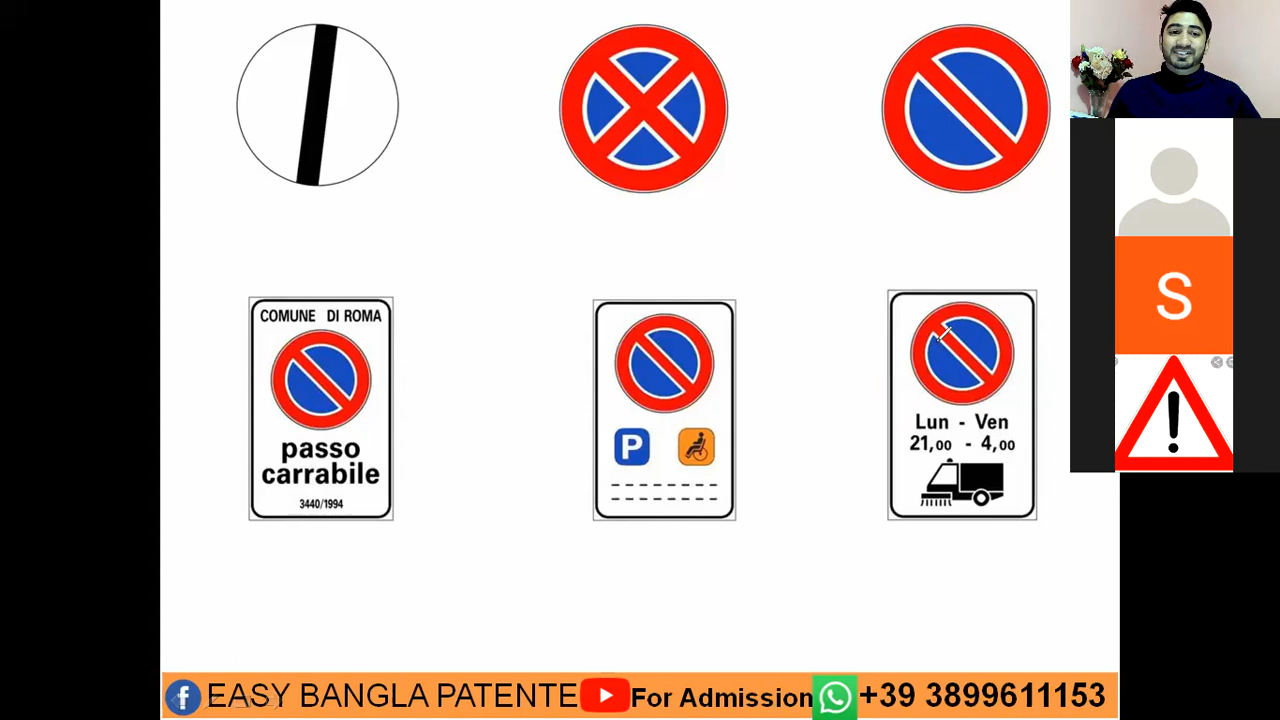 COMUNE DI ROMA
passo
carrabile
3440/1994
P
Lun - Ven
21,00 - 4,00
S
EASY BANGLA PATENTE For Admission +39 3899611153